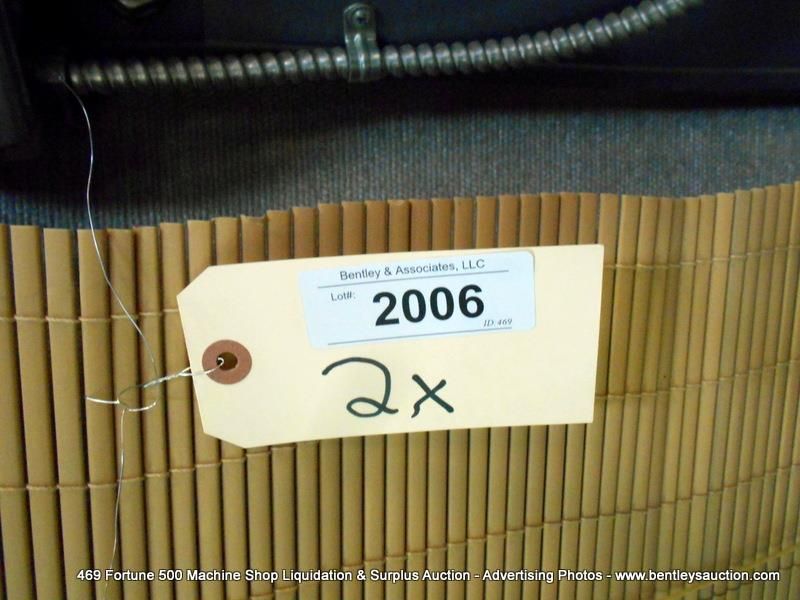 Bentley & Associates, LLC
Lot#:
2006
ID:469
2x
469 Fortune 500 Machine Shop Liquidation & Surplus Auction - Advertising Photos - www.bentleysauction.com